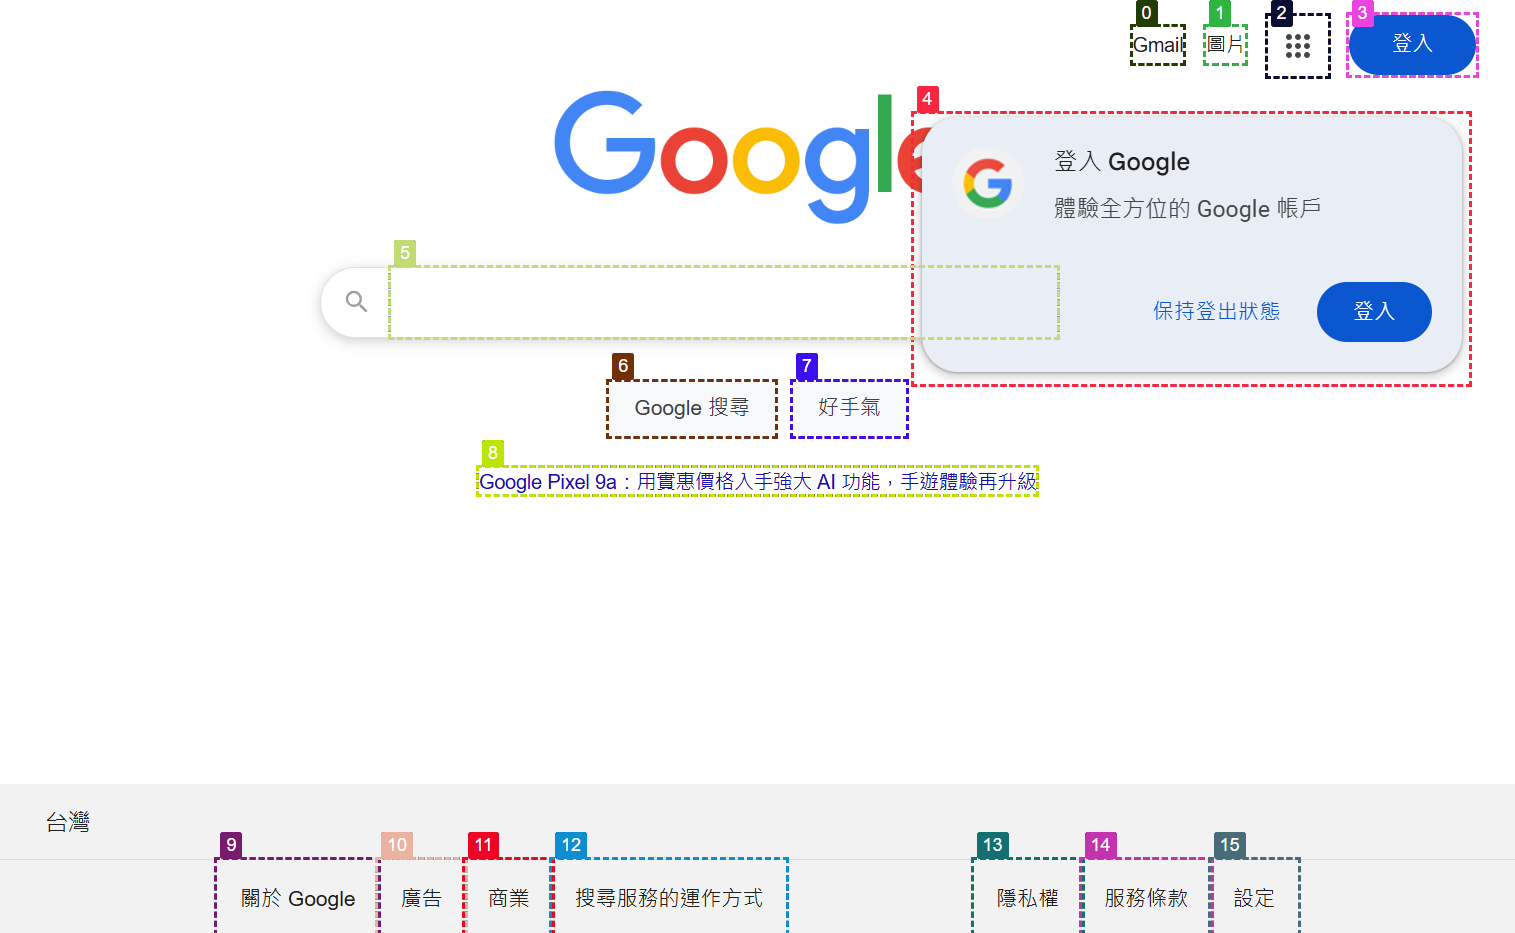 0
1
2
3
Gmail
圖片
登入
4
Google
登入 Google
體驗全方位的 Google 帳戶
5
保持登出狀態
登入
6
7
Google 搜尋
好手氣
8
Google Pixel 9a：用實惠價格入手強大 AI 功能，手遊體驗再升級
台灣
9
10
11
12
13
14
15
關於 Google
廣告
商業
搜尋服務的運作方式
隱私權
服務條款
設定